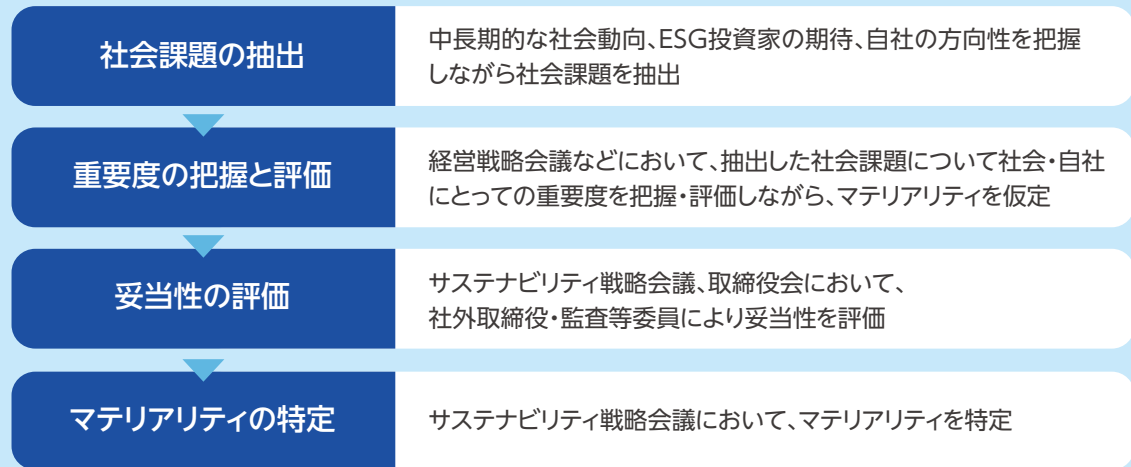 社会課題の抽出
中長期的な社会動向、ESG投資家の期待、自社の方向性を把握
しながら社会課題を抽出
重要度の把握と評価
経営戦略会議などにおいて、抽出した社会課題について社会・自社
にとっての重要度を把握・評価しながら、マテリアリティを仮定
妥当性の評価
サステナビリティ戦略会議、取締役会において、
社外取締役・監査等委員により妥当性を評価
マテリアリティの特定
サステナビリティ戦略会議において、マテリアリティを特定